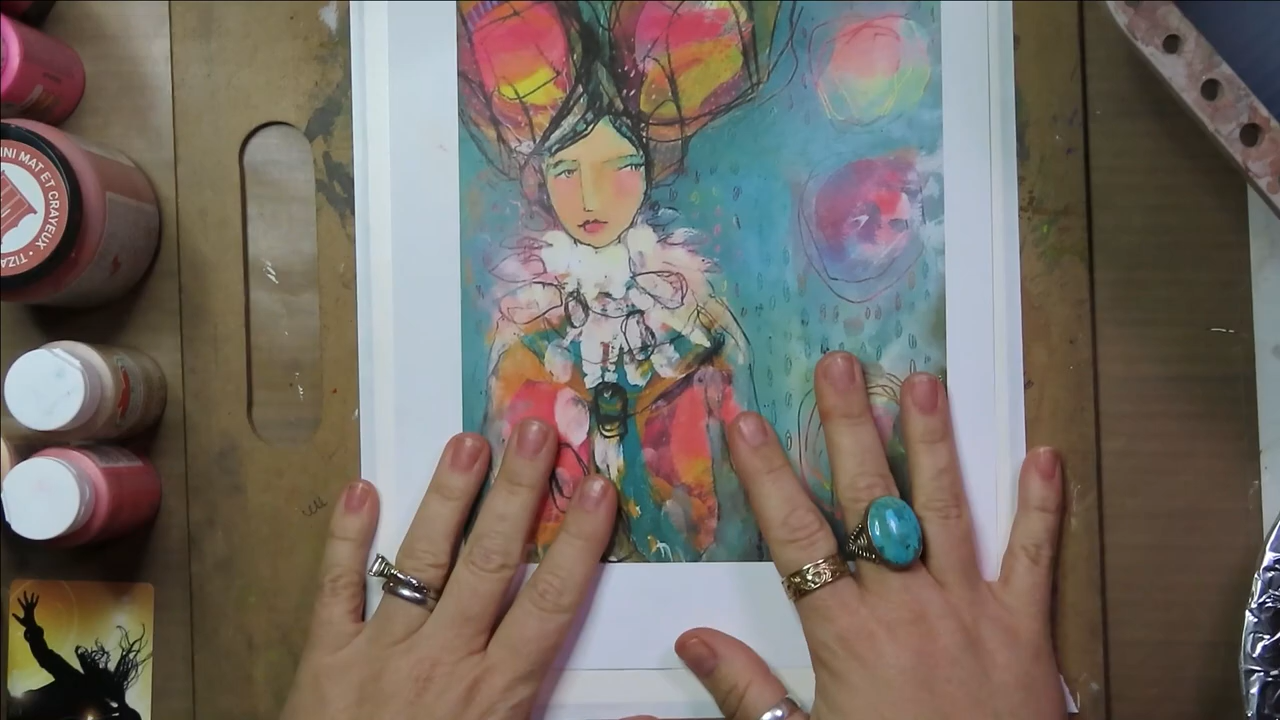 INI MAT ET CRAYEUX • TIZA